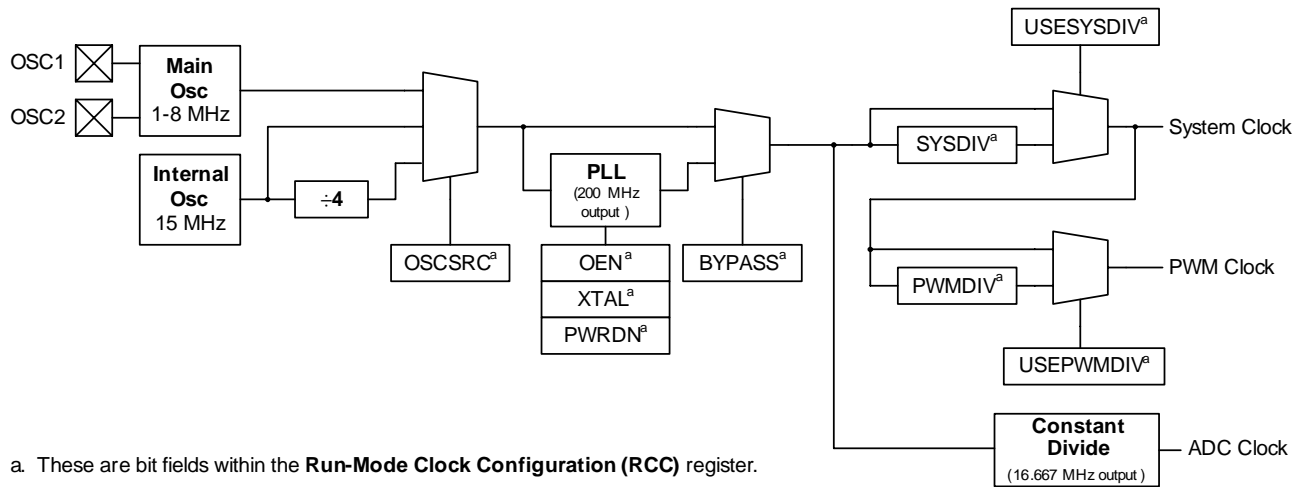 USESYSDIVa
OSC1
OSC2
Main
Osc
1-8 MHz
System Clock
SYSDIVa
Internal
Osc
15 MHz
÷4
PLL
(200 MHz
output )
OSCSRCa
OENa
XTALa
PWRDNa
BYPASSa
PWM Clock
PWMDIVa
USEPWMDIVa
Constant
Divide
(16.667 MHz output )
ADC Clock
a. These are bit fields within the Run-Mode Clock Configuration (RCC) register.